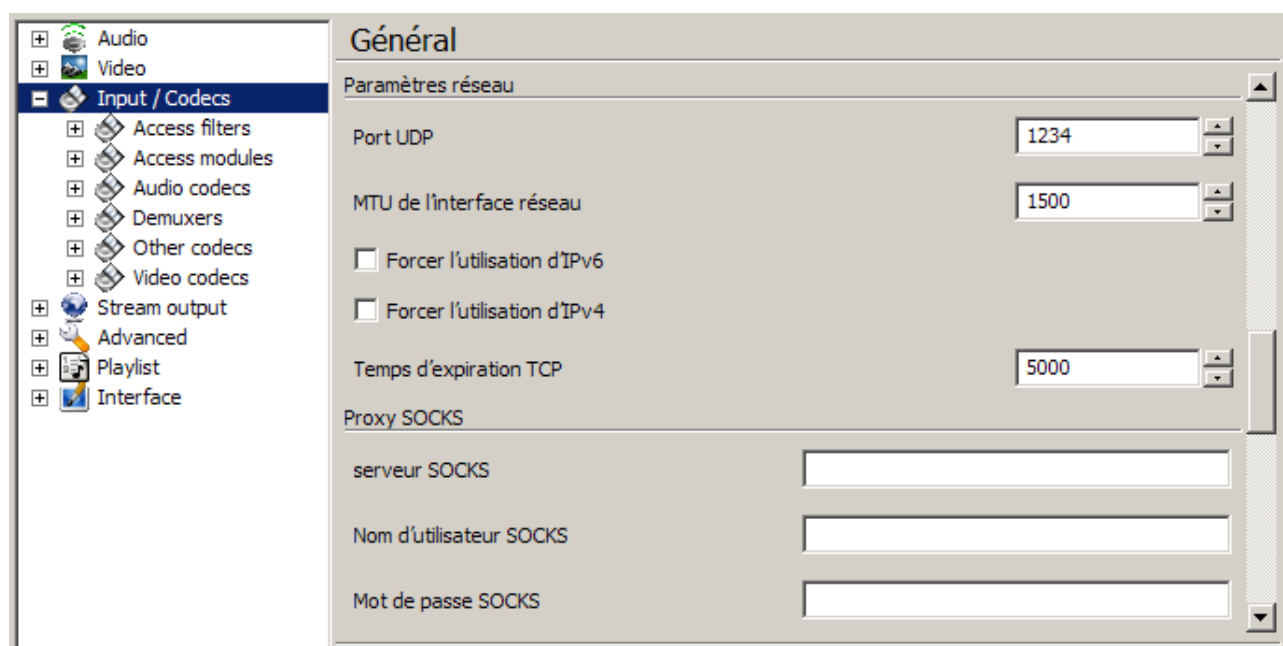 Audio
Video
Input / Codecs
Access filters
Access modules
Audio codecs
Demuxers
Other codecs
Video codecs
Stream output
Advanced
Playlist
Interface
Général
Paramètres réseau
Port UDP 1234
MTU de l'interface réseau 1500
Forcer l'utilisation d'IPv6
Forcer l'utilisation d'IPv4
Temps d'expiration TCP 5000
Proxy SOCKS
serveur SOCKS
Nom d'utilisateur SOCKS
Mot de passe SOCKS